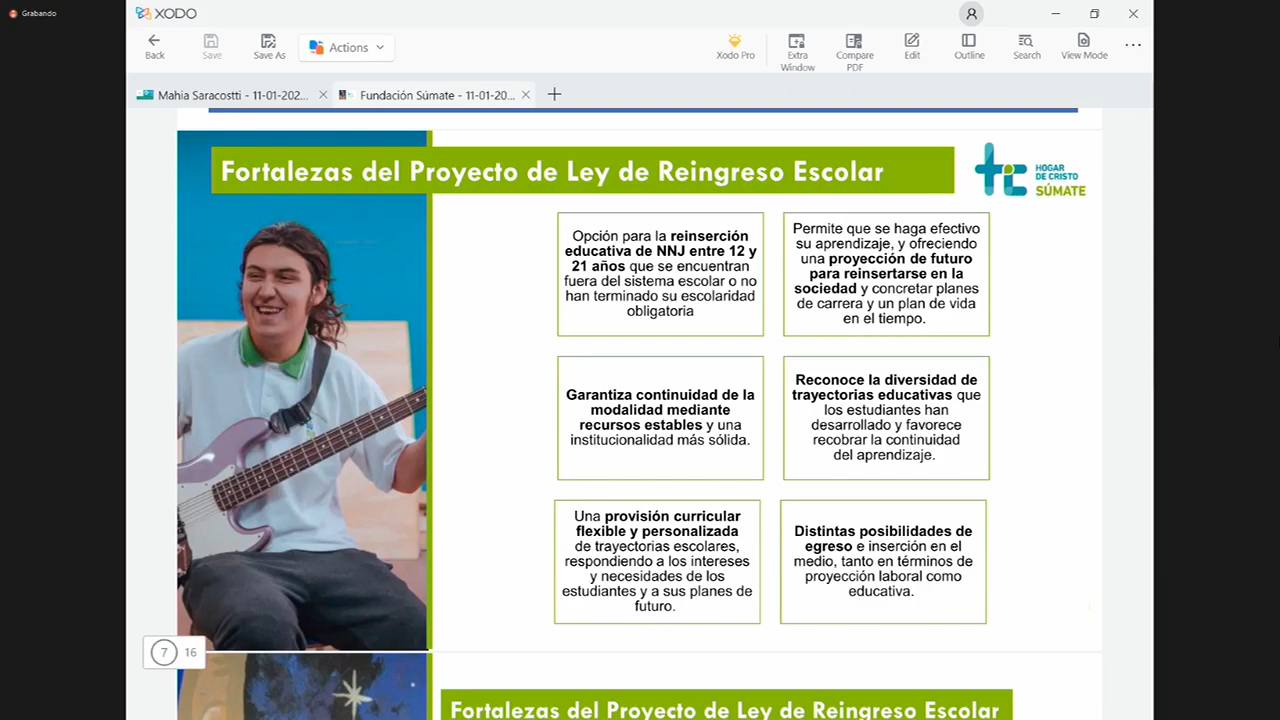 Grabando
XODO
Back
Save
Save As
Actions
Xodo Pro
Extra
Window
Compare
PDF
Edit
Outline
Search
View Mode
Mahia Saracostti - 11-01-202...
Fundación Súmate - 11-01-20...
Fortalezas del Proyecto de Ley de Reingreso Escolar
HOGAR
DE CRISTO
SÚMATE
Opción para la reinserción
educativa de NNJ entre 12 y
21 años que se encuentran
fuera del sistema escolar o no
han terminado su escolaridad
obligatoria
Permite que se haga efectivo
su aprendizaje, y ofreciendo
una proyección de futuro
para reinsertarse en la
sociedad y concretar planes
de carrera y un plan de vida
en el tiempo.
Garantiza continuidad de la
modalidad mediante
recursos estables y una
institucionalidad más sólida.
Reconoce la diversidad de
trayectorias educativas que
los estudiantes han
desarrollado y favorece
recobrar la continuidad
del aprendizaje.
Una provisión curricular
flexible y personalizada
de trayectorias escolares,
respondiendo a los intereses
y necesidades de los
estudiantes y a sus planes de
futuro.
Distintas posibilidades de
egreso e inserción en el
medio, tanto en términos de
proyección laboral como
educativa.
7 16
Fortalezas del Proyecto de Ley de Reingreso Escolar